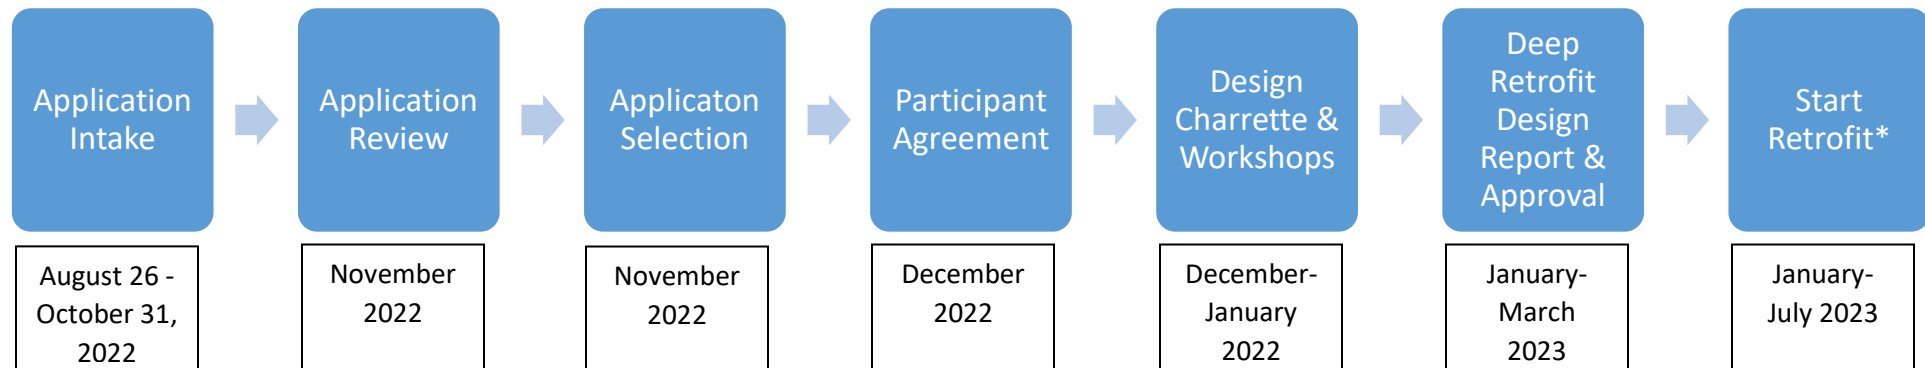 Application
Intake
Application
Review
Applicaton
Selection
Participant
Agreement
Design
Charrette &
Workshops
Deep
Retrofit
Design
Report &
Approval
Start
Retrofit*
August 26 -
October 31,
2022
November
2022
November
2022
December
2022
December-
January
2022
January-
March
2023
January-
July 2023